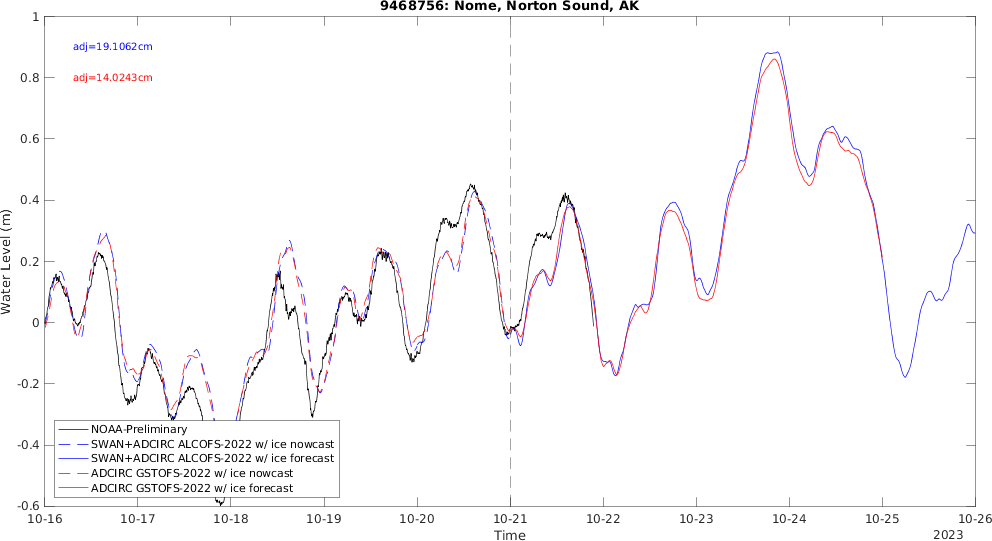 9468756: Nome, Norton Sound, AK
adj=19.1062cm
adj=14.0243cm
Water Level (m)
1
0.8
0.6
0.4
0.2
0
-0.2
-0.4
-0.6
NOAA-Preliminary
SWAN+ADCIRC ALCOFS-2022 w/ ice nowcast
SWAN+ADCIRC ALCOFS-2022 w/ ice forecast
ADCIRC GSTOFS-2022 w/ ice nowcast
ADCIRC GSTOFS-2022 w/ ice forecast
10-16 10-17 10-18 10-19 10-20 10-21 10-22 10-23 10-24 10-25 10-26
Time
2023